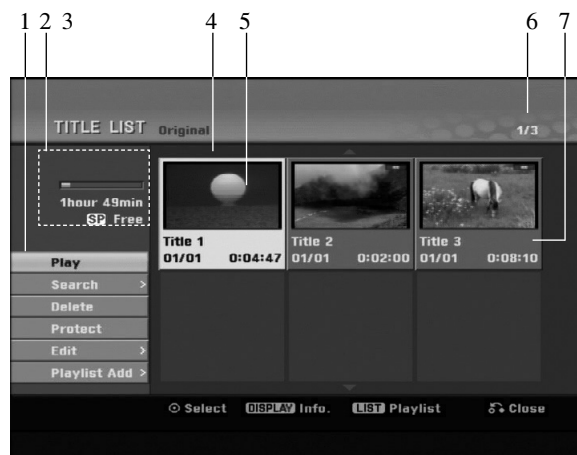 1 2 3 4 5 6 7
TITLE LIST Original 1/3
1hour 49min
SP Free
Play
Search >
Delete
Protect
Edit >
Playlist Add >
Title 1
01/01 0:04:47
Title 2
01/01 0:02:00
Title 3
01/01 0:08:10
Select DISPLAY Info. LIST Playlist Close